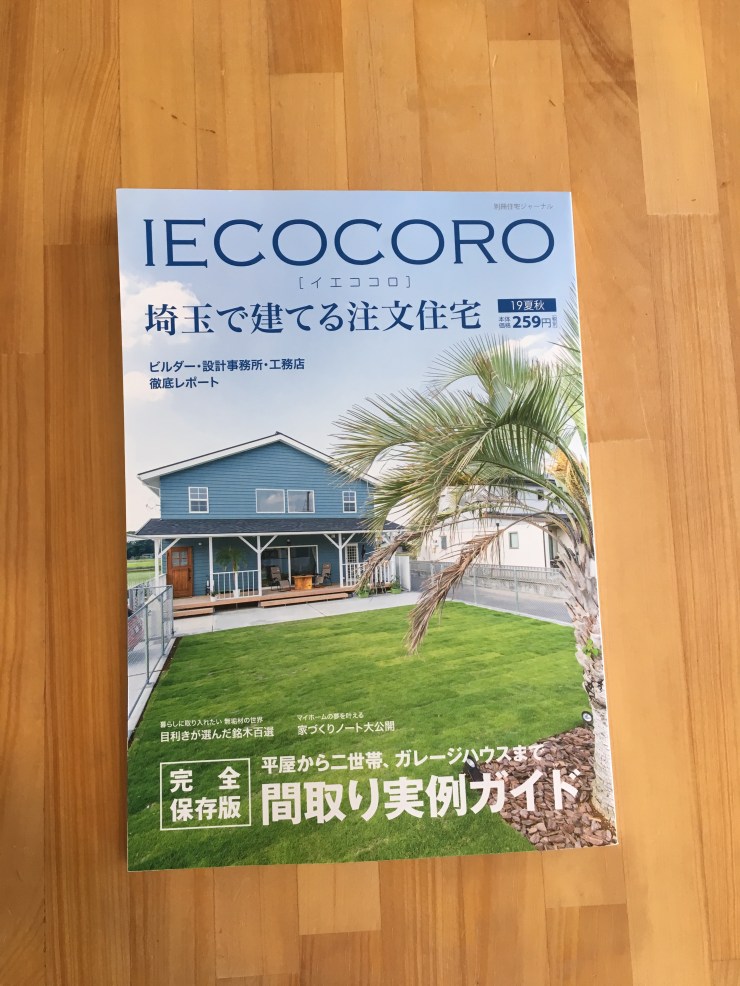 別冊住宅ジャーナル
IECOCORO
[イエココロ]
埼玉で建てる注文住宅
19夏秋
本体価格 259円 税別
ビルダー・設計事務所・工務店
徹底レポート
暮らしに取り入れたい 無垢材の世界
目利きが選んだ銘木百選
マイホームの夢を叶える
家づくりノート大公開
完全
保存版
平屋から二世帯、ガレージハウスまで
間取り実例ガイド